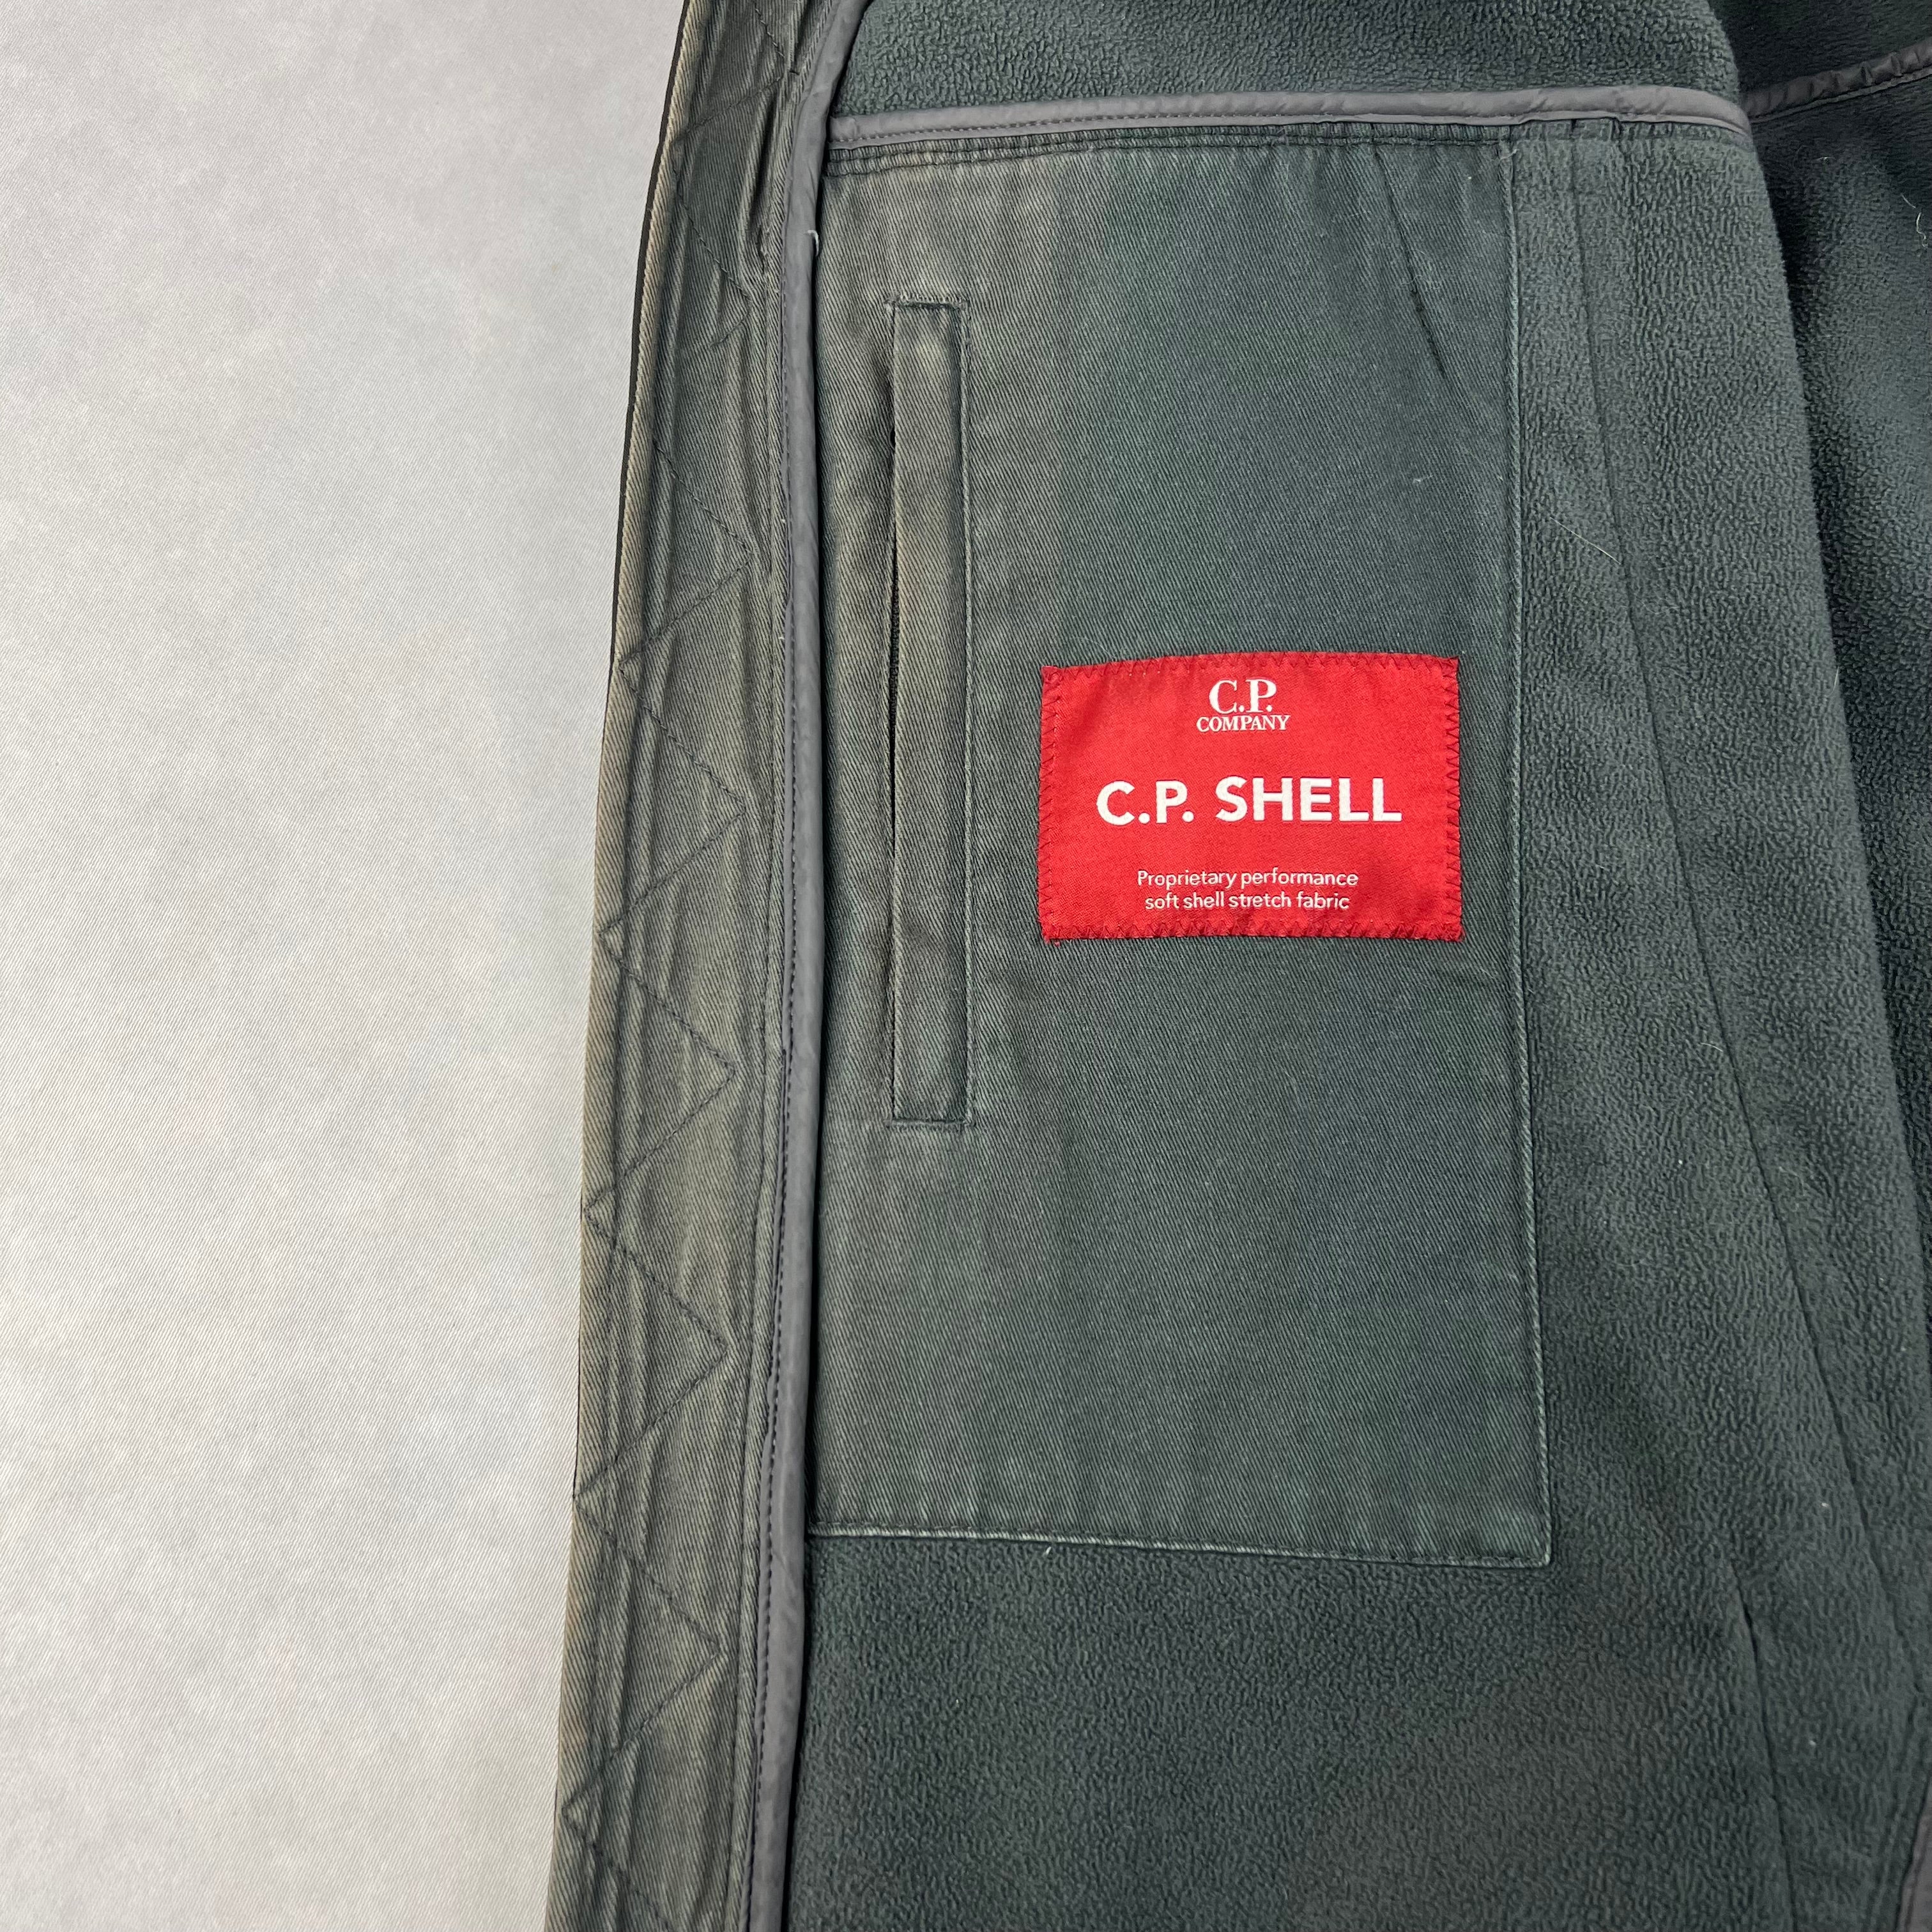 C.P.
COMPANY
C.P. SHELL
Proprietary performance
soft shell stretch fabric